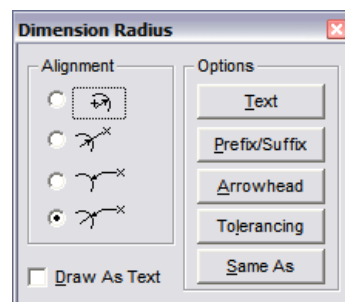 Dimension Radius
Alignment
Options
Text
Prefix/Suffix
Arrowhead
Tolerancing
Same As
Draw As Text